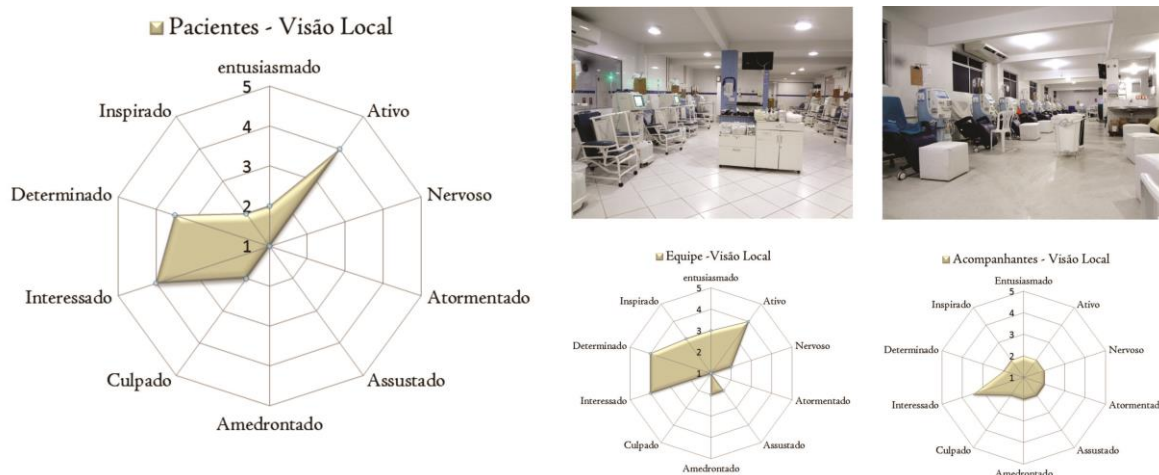 Pacientes - Visão Local
entusiasmado
Inspirado
Ativo
Determinado
Nervoso
Interessado
Atormentado
Culpado
Assustado
Amedrontado
5
4
3
2
1
Equipe -Visão Local
entusiasmado
Inspirado
Ativo
Determinado
Nervoso
Interessado
Atormentado
Culpado
Assustado
Amedrontado
5
4
3
2
1
Acompanhantes - Visão Local
Entusiasmado
Inspirado
Ativo
Determinado
Nervoso
Interessado
Atormentado
Culpado
Assustado
Amedrontado
5
4
3
2
1